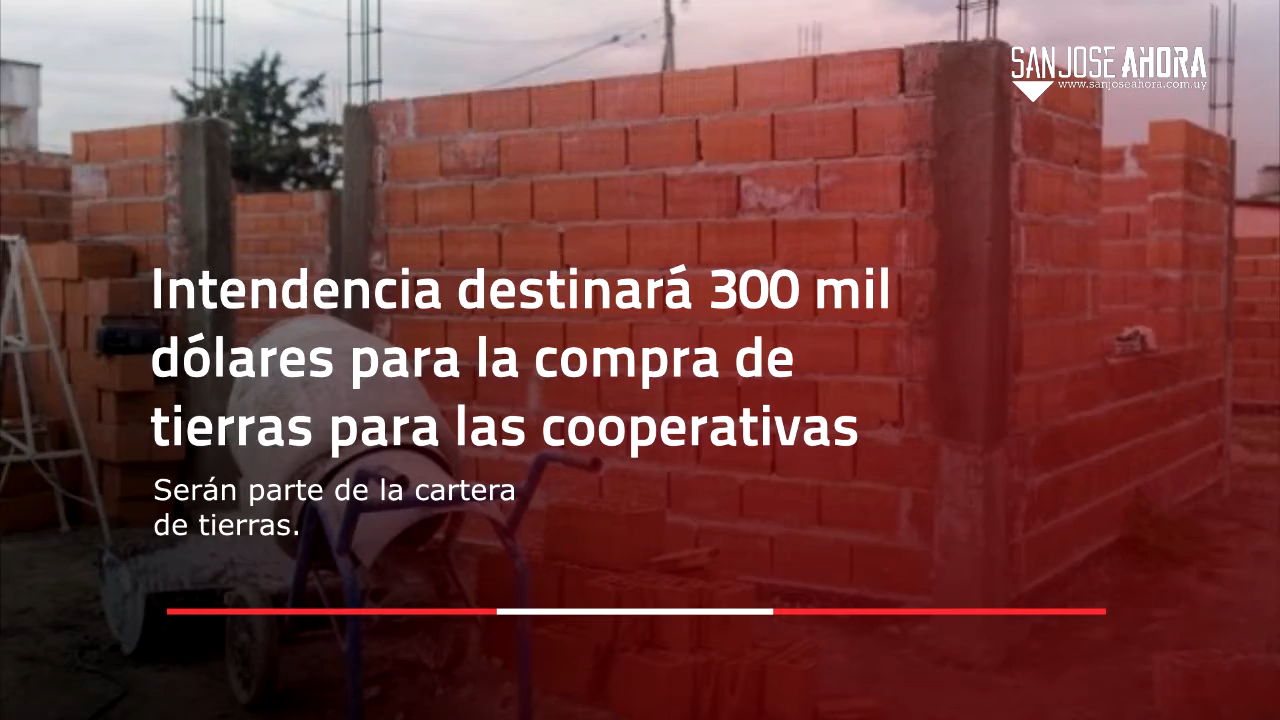 SAN JOSE AHORA
www.sanjoseahora.com.uy
Intendencia destinará 300 mil
dólares para la compra de
tierras para las cooperativas
Serán parte de la cartera
de tierras.